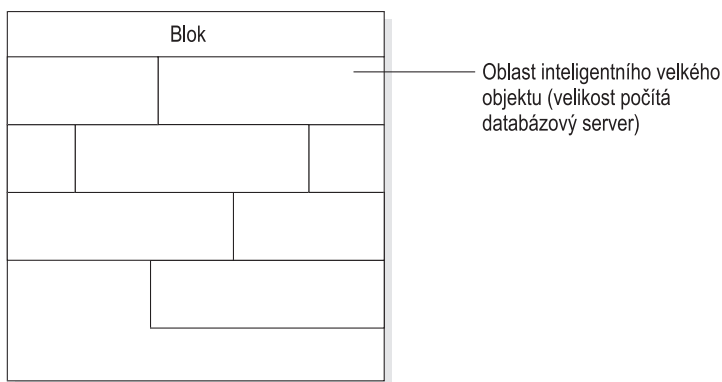 Blok
Oblast inteligentního velkého
objektu (velikost počítá
databázový server)